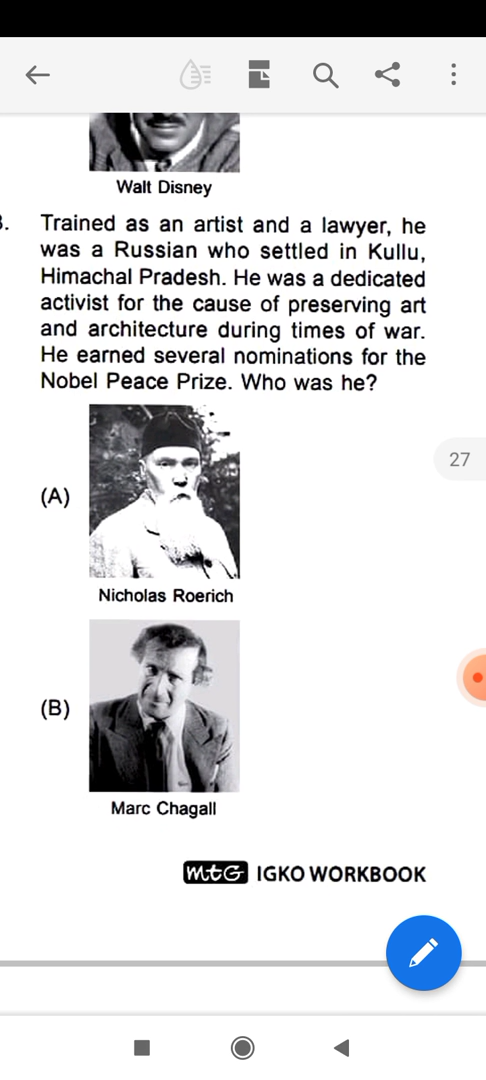 Walt Disney
3. Trained as an artist and a lawyer, he
was a Russian who settled in Kullu,
Himachal Pradesh. He was a dedicated
activist for the cause of preserving art
and architecture during times of war.
He earned several nominations for the
Nobel Peace Prize. Who was he?
27
(A)
Nicholas Roerich
(B)
Marc Chagall
mtG IGKO WORKBOOK